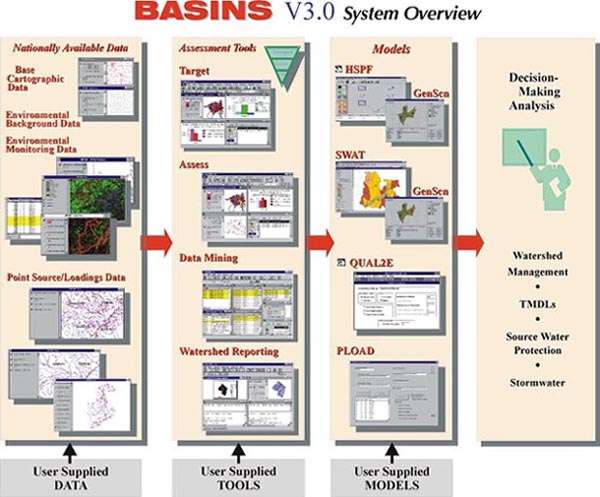 BASINS V3.0 System Overview
Nationally Available Data
Base
Cartographic
Data
Environmental
Background Data
Environmental
Monitoring Data
Point Source/Loadings Data
User Supplied
DATA
Assessment Tools
Target
Assess
Data Mining
Watershed Reporting
User Supplied
TOOLS
Models
HSPF
GenScn
SWAT
GenScn
QUAL2E
PLOAD
User Supplied
MODELS
Decision-
Making
Analysis
Watershed
Management
•
TMDLs
•
Source Water
Protection
•
Stormwater